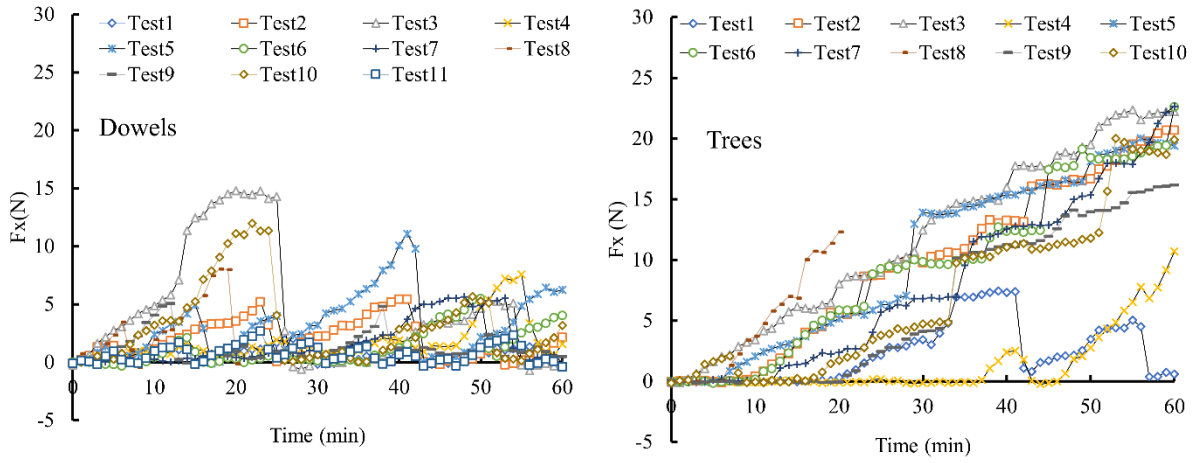 30
25
20
15
10
5
0
-5
Fx(N)
Test1 Test2 Test3 Test4
Test5 Test6 Test7 Test8
Test9 Test10 Test11
Dowels
0 10 20 30 40 50 60
Time (min)
30
25
20
15
10
5
0
-5
Fx (N)
Test1 Test2 Test3 Test4 Test5
Test6 Test7 Test8 Test9 Test10
Trees
0 10 20 30 40 50 60
Time (min)